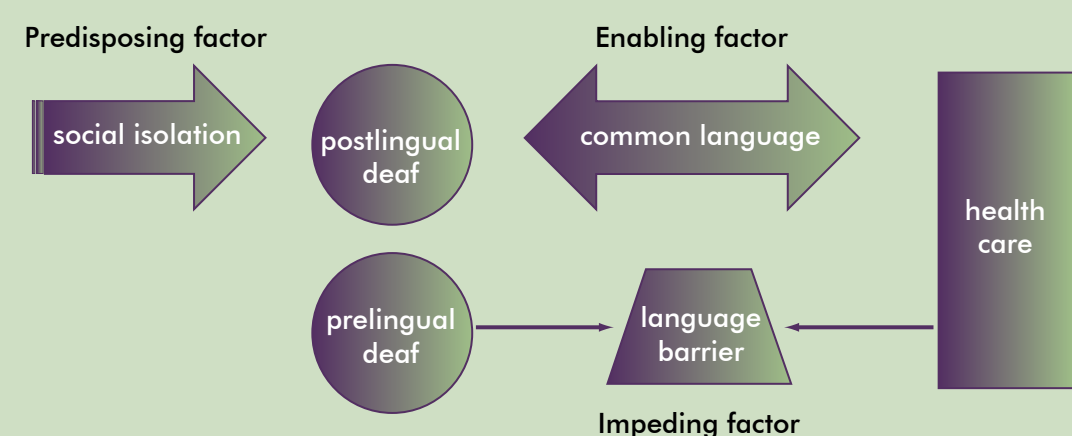 Predisposing factor
Enabling factor
social isolation
postlingual
deaf
common language
health
care
prelingual
deaf
language
barrier
Impeding factor